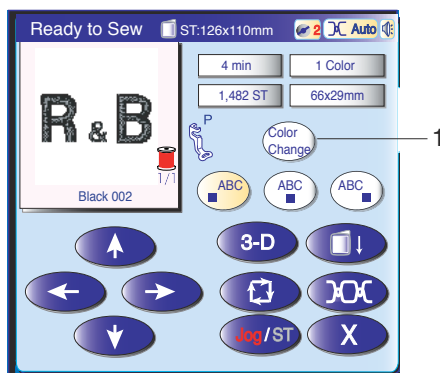 Ready to Sew ST:126x110mm 2 Auto
4 min 1 Color
1,482 ST 66x29mm
R & B
P
Color
Change
1
1/1
Black 002
ABC ABC ABC
3-D
Jog/ST X